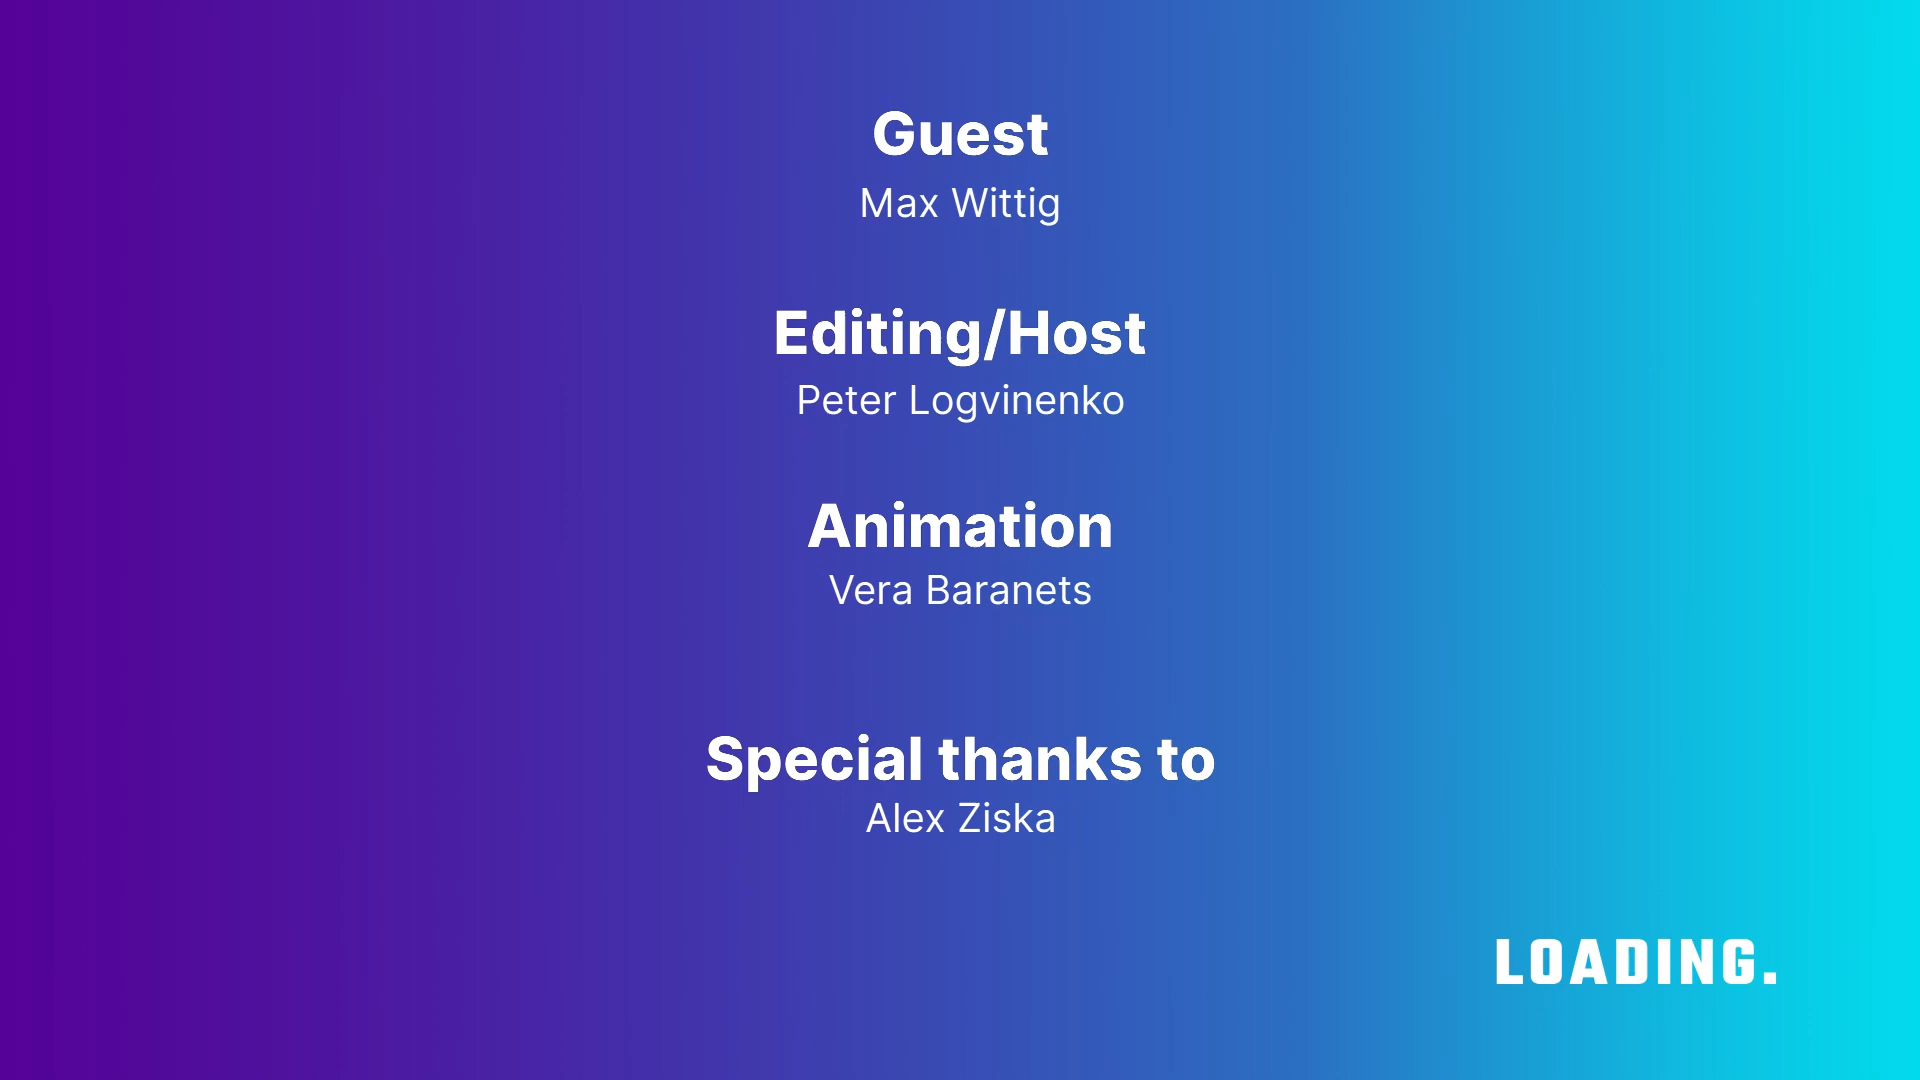 Guest
Max Wittig
Editing/Host
Peter Logvinenko
Animation
Vera Baranets
Special thanks to
Alex Ziska
LOADING.